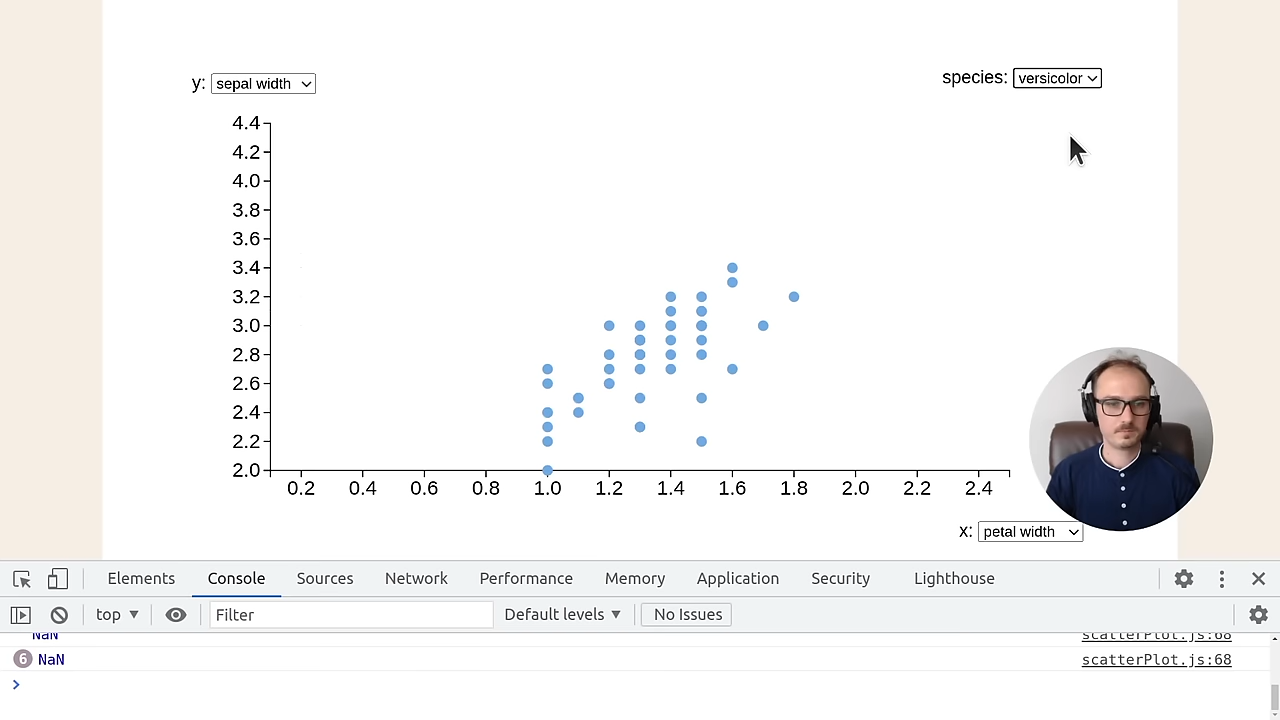 y: sepal width
species: versicolor
4.4
4.2
4.0
3.8
3.6
3.4
3.2
3.0
2.8
2.6
2.4
2.2
2.0
0.2 0.4 0.6 0.8 1.0 1.2 1.4 1.6 1.8 2.0 2.2 2.4
x: petal width
Elements Console Sources Network Performance Memory Application Security Lighthouse
top Filter Default levels No Issues
NaN scatterPlot.js:68
6 NaN scatterPlot.js:68
>